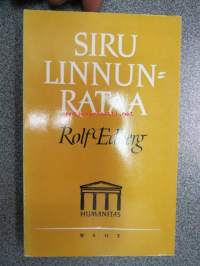 SIRU
LINNUN=
RATAA
Rolf Edberg
HUMANITAS
WSOY